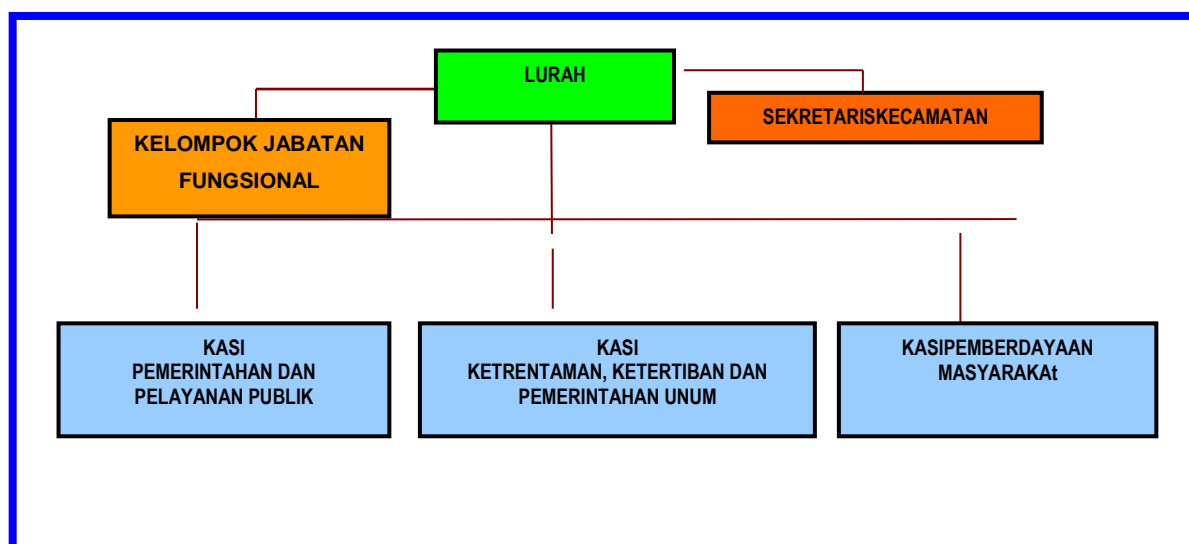 LURAH
SEKRETARISKECAMATAN
KELOMPOK JABATAN
FUNGSIONAL
KASI
PEMERINTAHAN DAN
PELAYANAN PUBLIK
KASI
KETRENTAMAN, KETERTIBAN DAN
PEMERINTAHAN UNUM
KASIPEMBERDAYAAN
MASYARAKAt